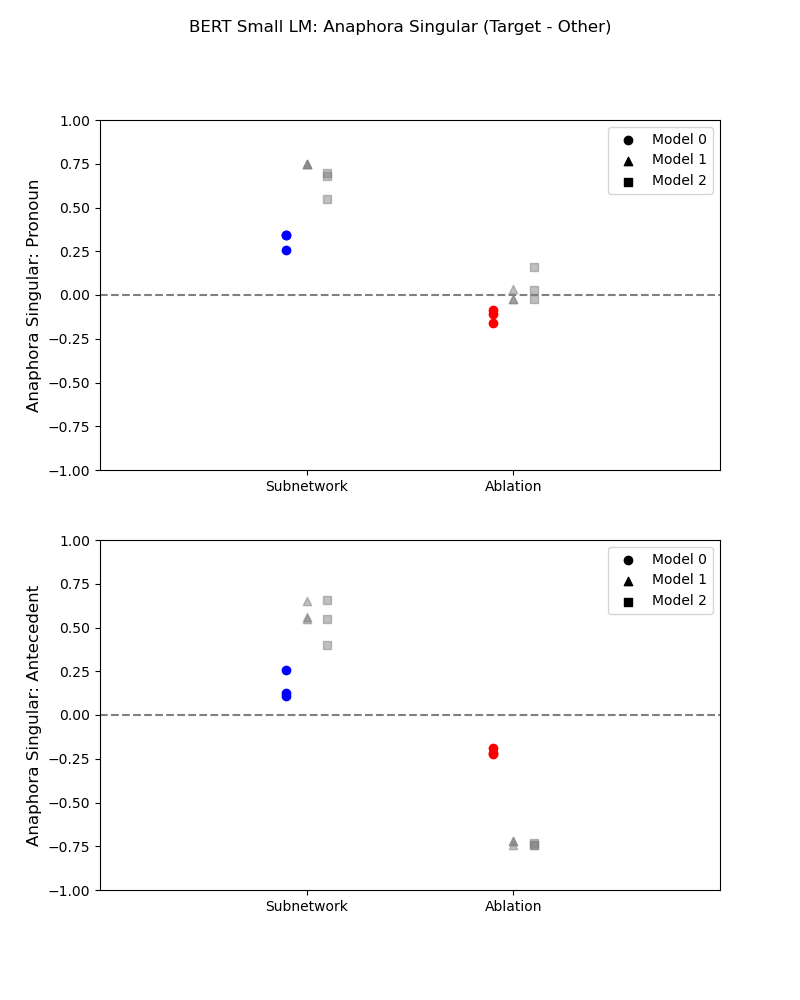 BERT Small LM: Anaphora Singular (Target - Other)
Anaphora Singular: Pronoun
1.00
0.75
0.50
0.25
0.00
−0.25
−0.50
−0.75
−1.00
Model 0
Model 1
Model 2
Subnetwork
Ablation
Anaphora Singular: Antecedent
1.00
0.75
0.50
0.25
0.00
−0.25
−0.50
−0.75
−1.00
Model 0
Model 1
Model 2
Subnetwork
Ablation